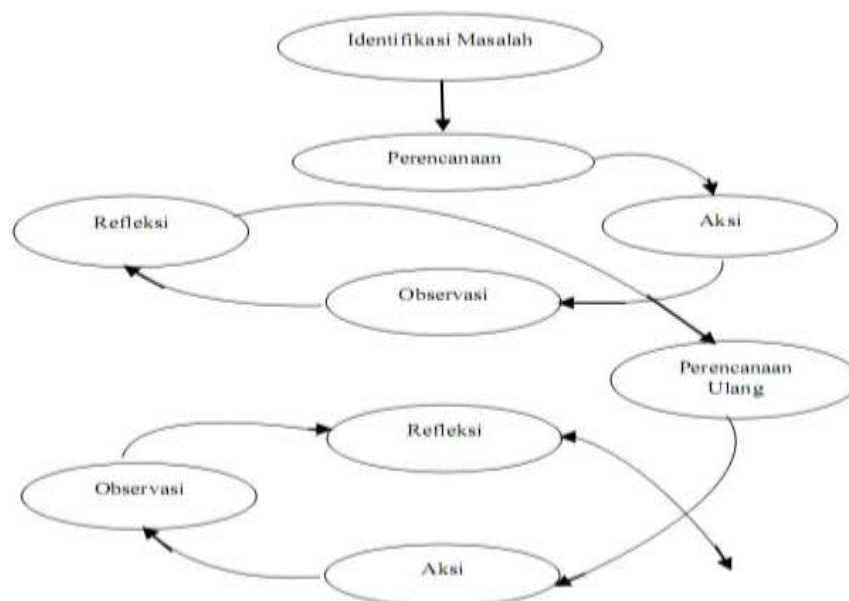 Identifikasi Masalah
Perencanaan
Aksi
Refleksi
Observasi
Perencanaan
Ulang
Refleksi
Observasi
Aksi